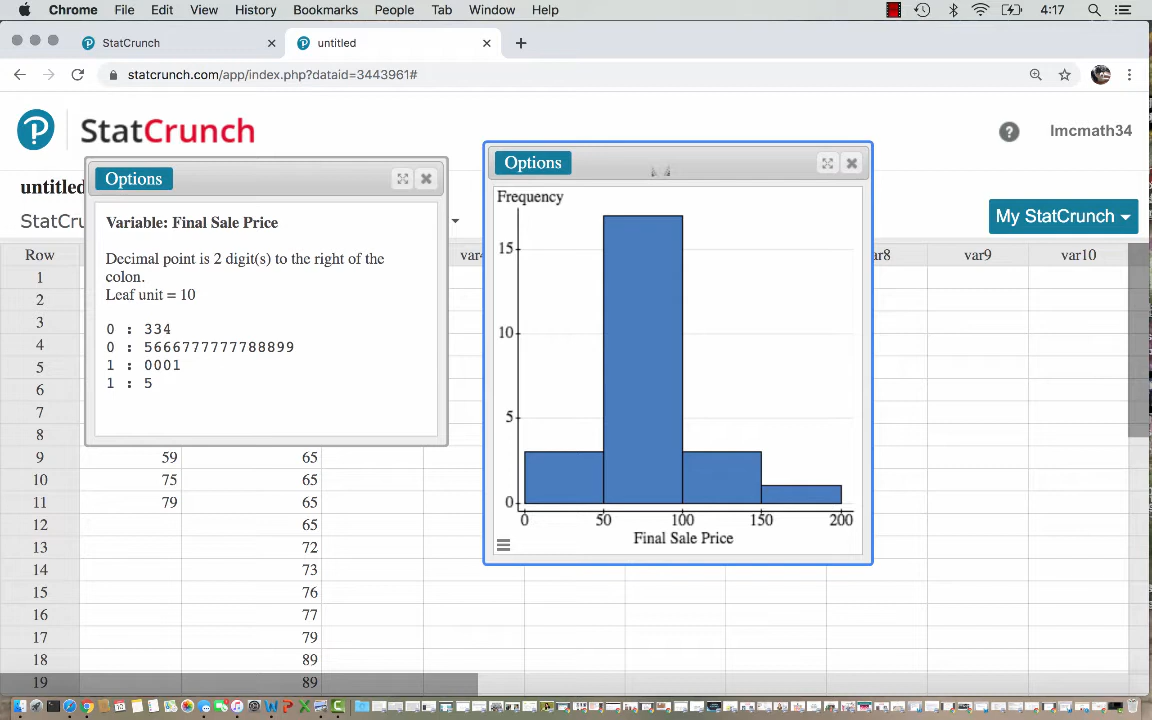 Chrome File Edit View History Bookmarks People Tab Window Help 4:17
StatCrunch untitled
statcrunch.com/app/index.php?dataid=3443961#
StatCrunch
lmcmath34
untitled
StatCru
My StatCrunch
Options
Variable: Final Sale Price
Decimal point is 2 digit(s) to the right of the
colon.
Leaf unit = 10
0 : 334
0 : 5666777777788899
1 : 0001
1 : 5
Options
Frequency
15
10
5
0
0 50 100 150 200
Final Sale Price
Row var4 ar8 var9 var10
1
2
3
4
5
6
7
8
9 59 65
10 75 65
11 79 65
12 65
13 72
14 73
15 76
16 77
17 79
18 89
19 89